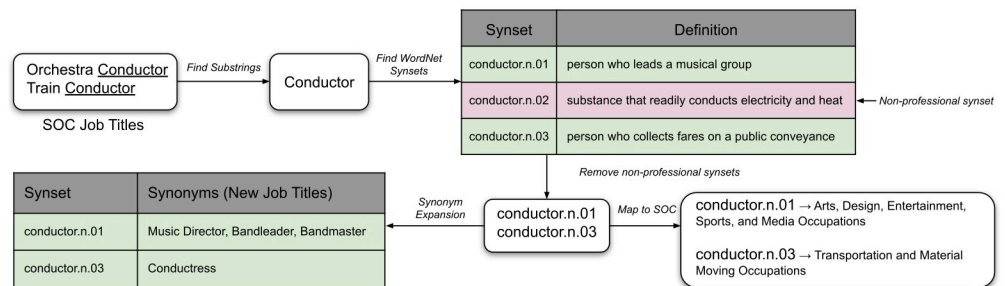 Orchestra Conductor
Train Conductor
SOC Job Titles
Find Substrings
Conductor
Find WordNet
Synsets
Synset Definition
conductor.n.01 person who leads a musical group
conductor.n.02 substance that readily conducts electricity and heat
Non-professional synset
conductor.n.03 person who collects fares on a public conveyance
Remove non-professional synsets
conductor.n.01
conductor.n.03
Synonym
Expansion
Map to SOC
Synset Synonyms (New Job Titles)
conductor.n.01 Music Director, Bandleader, Bandmaster
conductor.n.03 Conductress
conductor.n.01 → Arts, Design, Entertainment,
Sports, and Media Occupations
conductor.n.03 → Transportation and Material
Moving Occupations